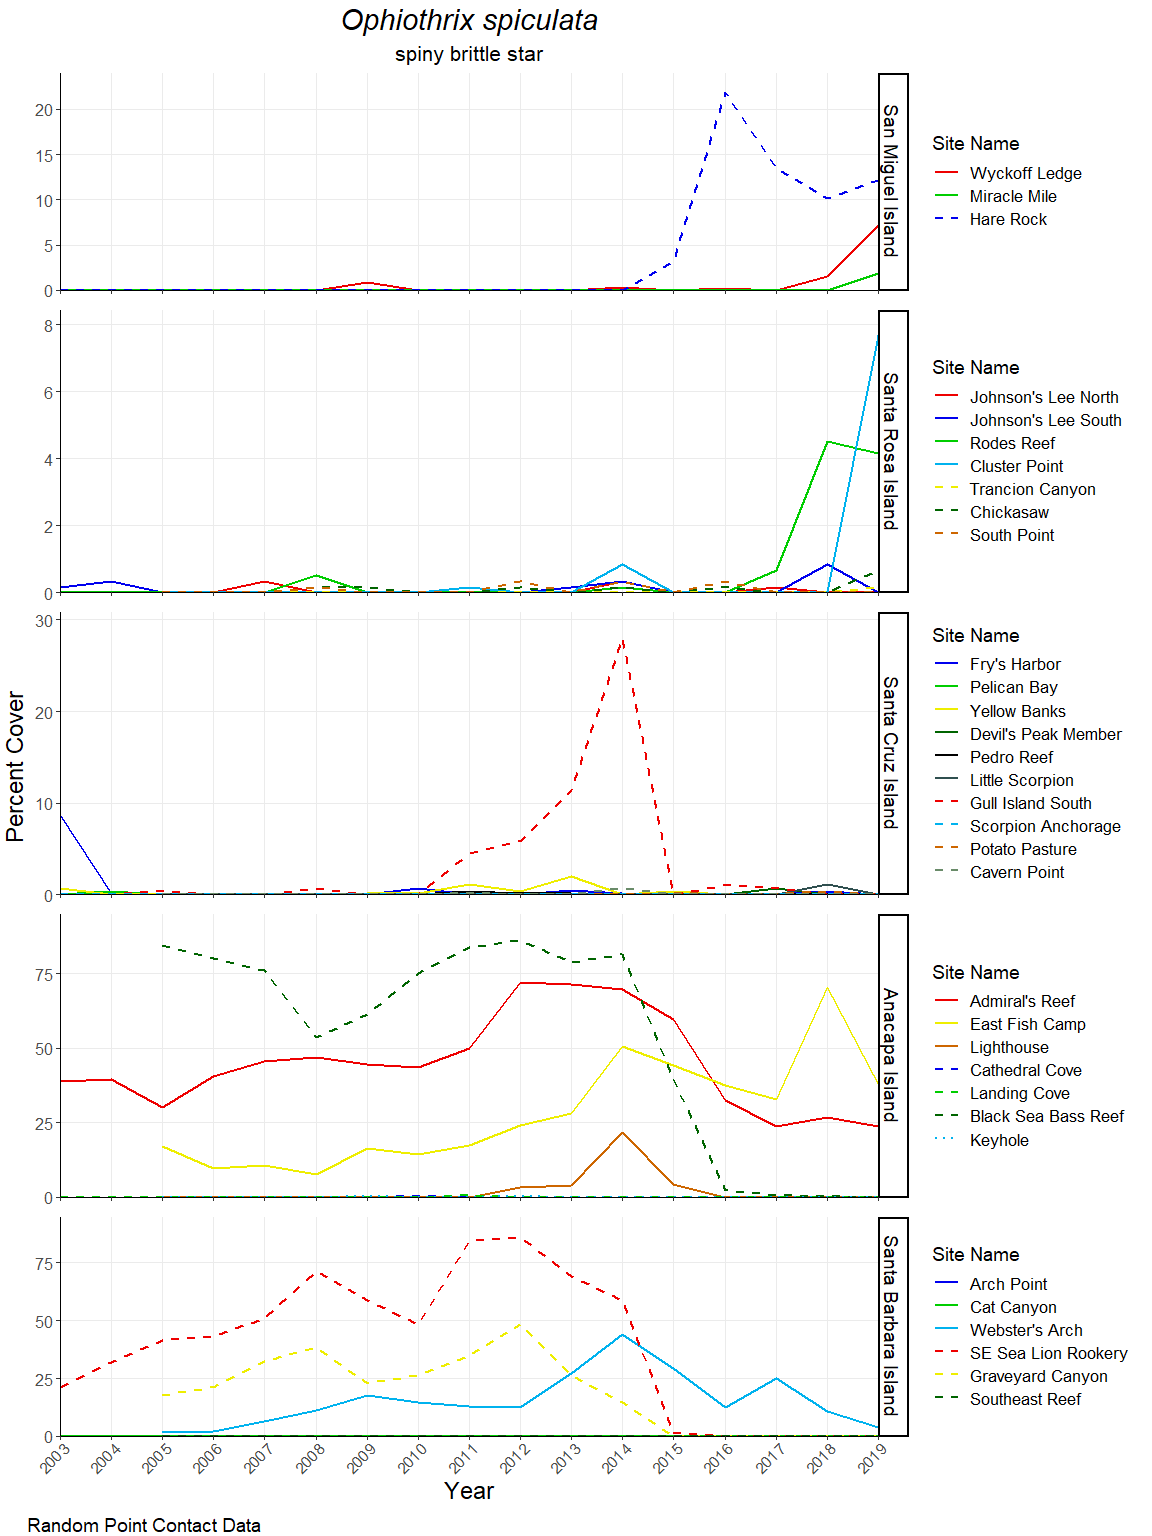 Ophiothrix spiculata
spiny brittle star
Percent Cover
20
15
10
5
0
San Miguel Island
Site Name
Wyckoff Ledge
Miracle Mile
Hare Rock
8
6
4
2
0
Santa Rosa Island
Site Name
Johnson's Lee North
Johnson's Lee South
Rodes Reef
Cluster Point
Trancion Canyon
Chickasaw
South Point
30
20
10
0
Santa Cruz Island
Site Name
Fry's Harbor
Pelican Bay
Yellow Banks
Devil's Peak Member
Pedro Reef
Little Scorpion
Gull Island South
Scorpion Anchorage
Potato Pasture
Cavern Point
75
50
25
0
Anacapa Island
Site Name
Admiral's Reef
East Fish Camp
Lighthouse
Cathedral Cove
Landing Cove
Black Sea Bass Reef
Keyhole
75
50
25
0
Santa Barbara Island
Site Name
Arch Point
Cat Canyon
Webster's Arch
SE Sea Lion Rookery
Graveyard Canyon
Southeast Reef
2003 2004 2005 2006 2007 2008 2009 2010 2011 2012 2013 2014 2015 2016 2017 2018 2019
Year
Random Point Contact Data